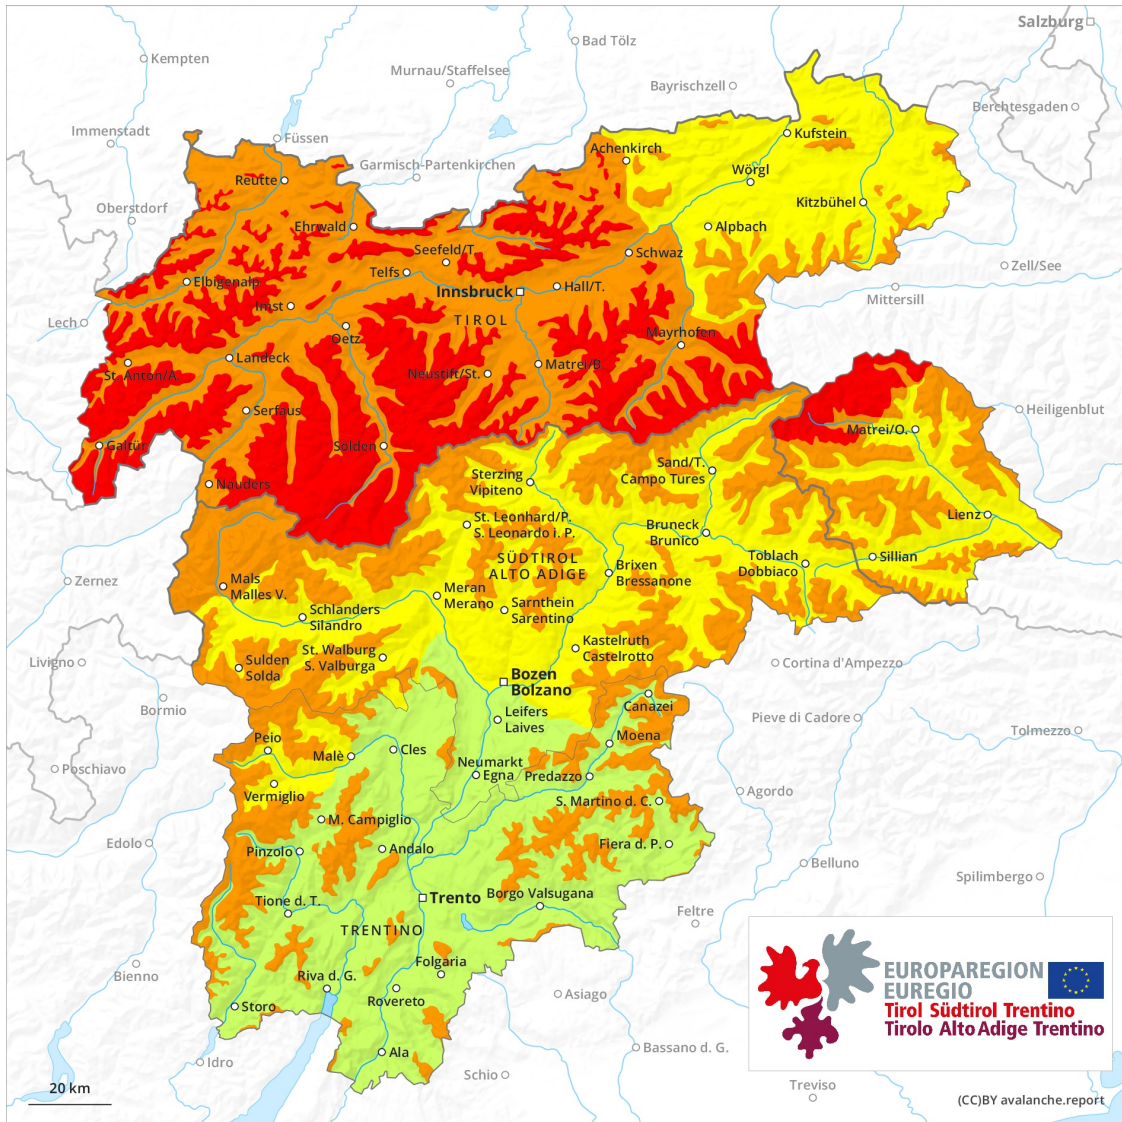 Salzburg
Bad Tölz
Kempten
Murnau/Staffelsee
Bayrischzell
Berchtesgaden
Immenstadt
Füssen
Kufstein
Achenkirch
Garmisch-Partenkirchen
Wörgl
Reutte
Kitzbühel
Oberstdorf
Ehrwald
Alpbach
Seefeld/T.
Schwaz
Zell/See
Telfs
Elbigenalp
Innsbruck
Hall/T.
Mittersill
Imst
TIROL
Lech
Oetz
Mayrhofen
Landeck
Matrei/B.
St. Anton/A.
Neustift/St.
Serfaus
Heiligenblut
Matrei/O.
Galtür
Sölden
Nauders
Sterzing
Vipiteno
Sand/T.
Campo Tures
St. Leonhard/P.
S. Leonardo i. P.
Lienz
Bruneck
Brunico
SÜDTIROL
ALTO ADIGE
Toblach
Dobbiaco
Sillian
Brixen
Bressanone
Zernez
Mals
Malles V.
Meran
Merano
Sarnthein
Sarentino
Schlanders
Silandro
St. Walburg
S. Valburga
Kastelruth
Castelrotto
Livigno
Sulden
Solda
Cortina d'Ampezzo
Bozen
Bolzano
Bormio
Canazei
Leifers
Laives
Pieve di Cadore
Tolmezzo
Peio
Moena
Cles
Malè
Neumarkt
Egna
Predazzo
Poschiavo
Vermiglio
Agordo
S. Martino d. C.
M. Campiglio
Edolo
Pinzolo
Andalo
Fiera d. P.
Belluno
Spilimbergo
Tione d. T.
Trento
Borgo Valsugana
Feltre
TRENTINO
Folgaria
Bienno
Riva d. G.
Rovereto
Asiago
Storo
Bassano d. G.
Idro
Ala
Schio
Treviso
EUROPAREGION
EUREGIO
Tirol Südtirol Trentino
Tirolo Alto Adige Trentino
20 km
(CC)BY avalanche.report